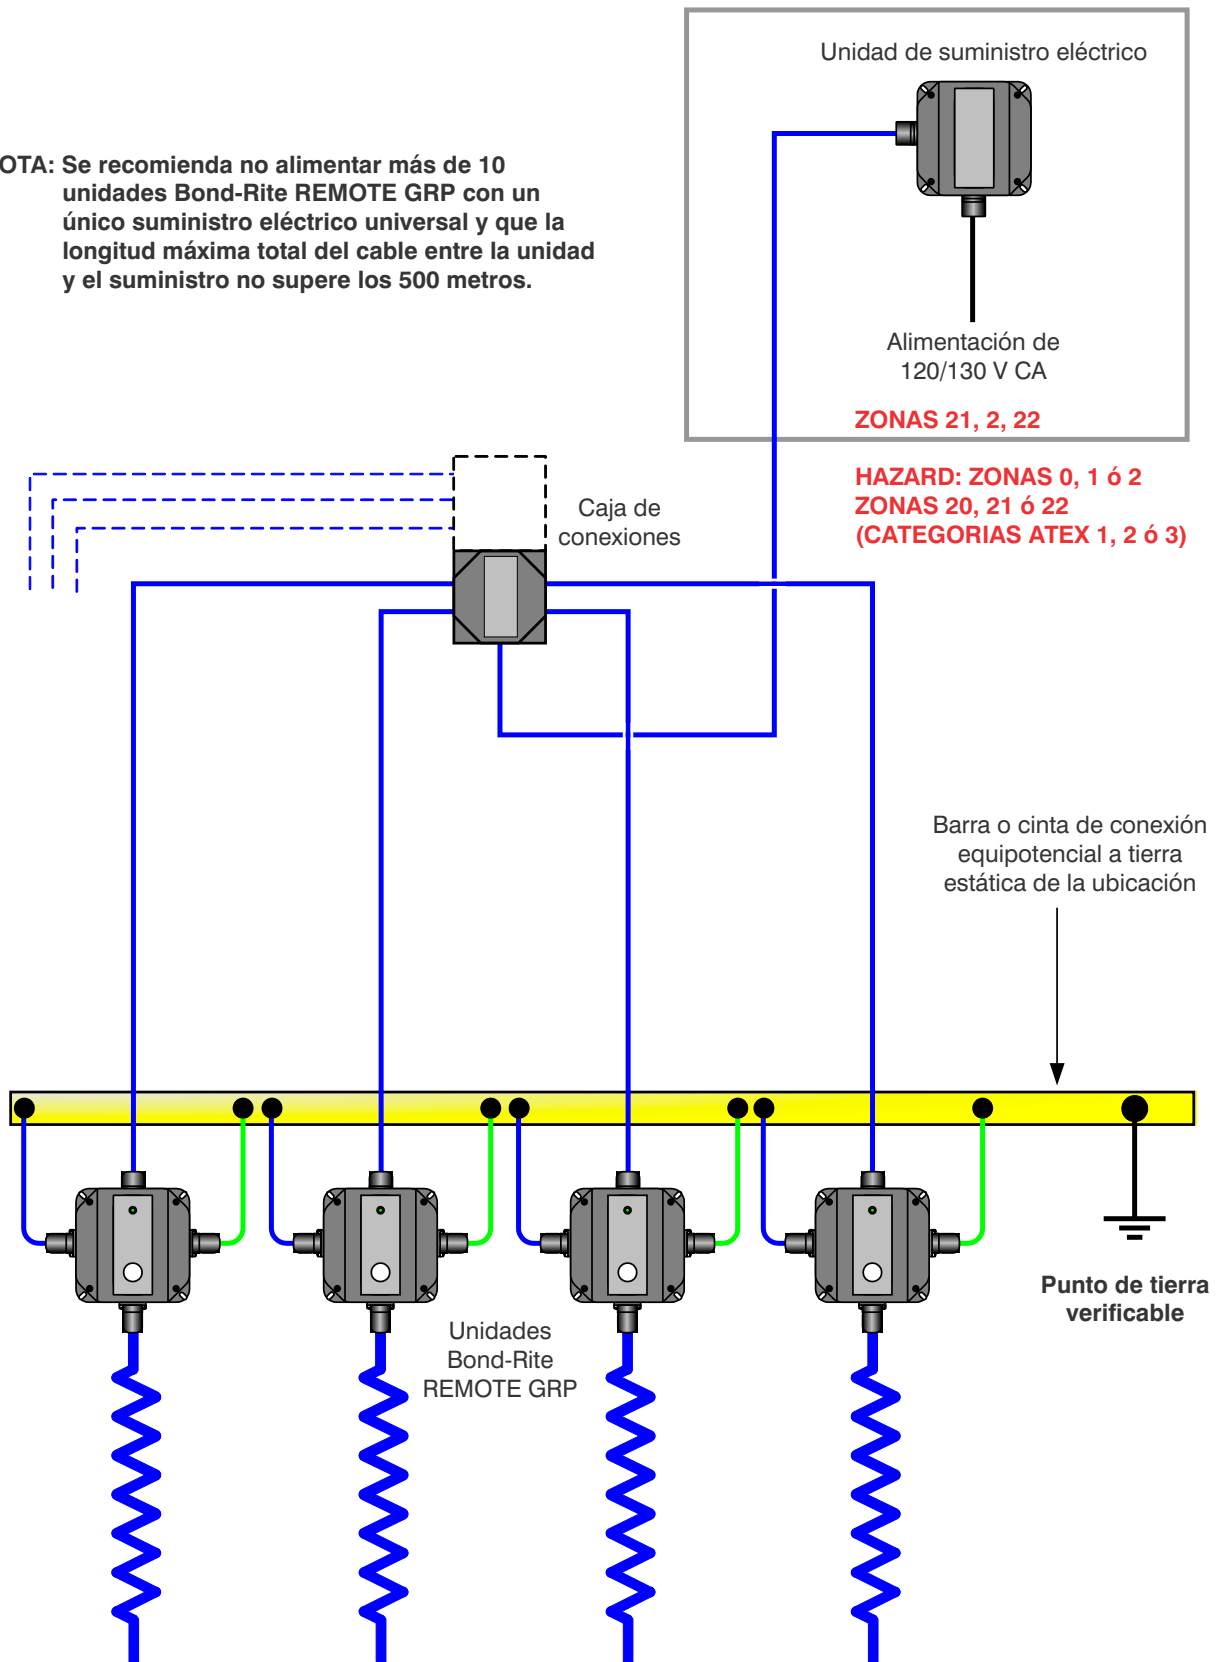 Unidad de suministro eléctrico
OTA: Se recomienda no alimentar más de 10
unidades Bond-Rite REMOTE GRP con un
único suministro eléctrico universal y que la
longitud máxima total del cable entre la unidad
y el suministro no supere los 500 metros.
Alimentación de
120/130 V CA
ZONAS 21, 2, 22
HAZARD: ZONAS 0, 1 ó 2
ZONAS 20, 21 ó 22
(CATEGORIAS ATEX 1, 2 ó 3)
Caja de
conexiones
Barra o cinta de conexión
equipotencial a tierra
estática de la ubicación
Punto de tierra
verificable
Unidades
Bond-Rite
REMOTE GRP